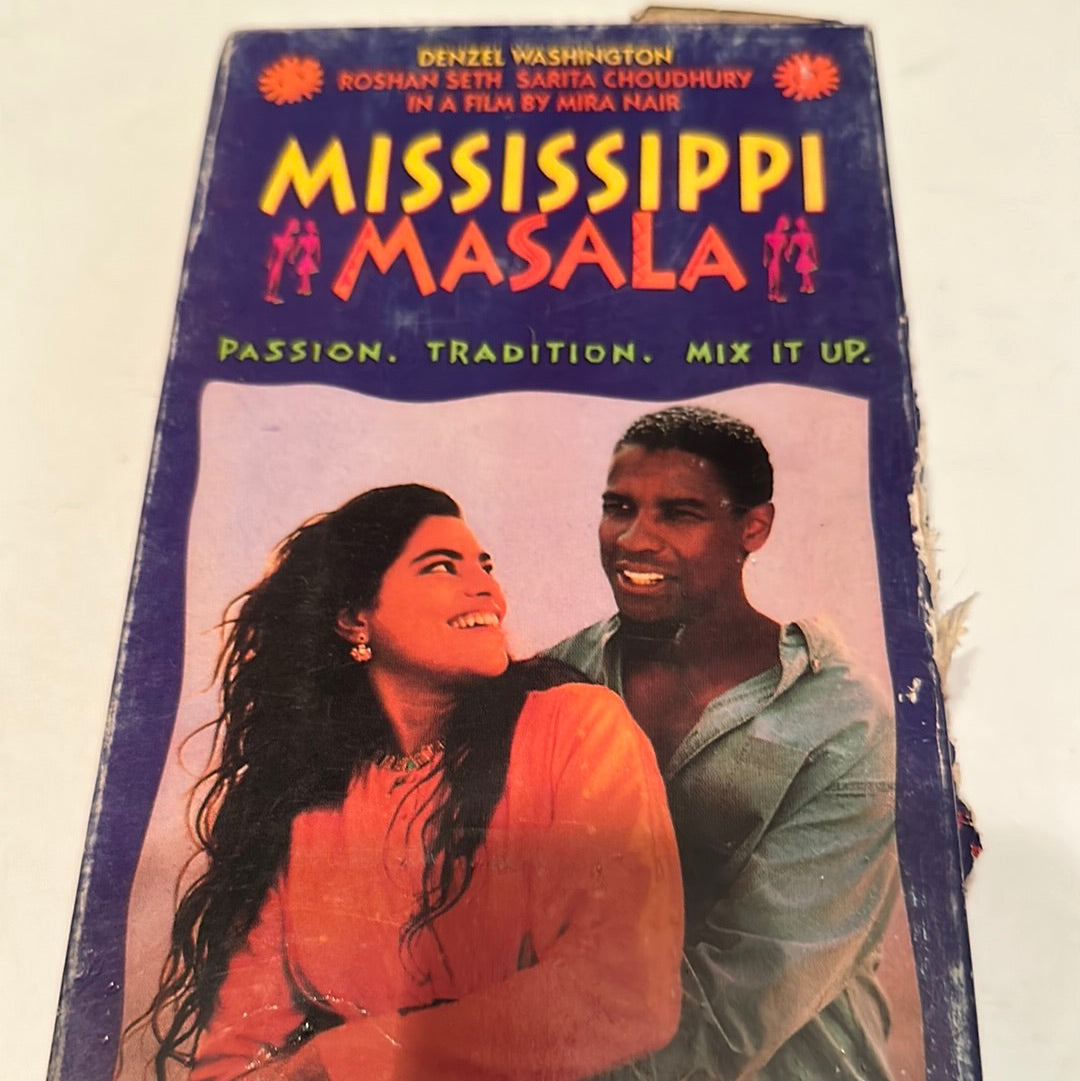 DENZEL WASHINGTON
ROSHAN SETH SARITA CHOUDHURY
IN A FILM BY MIRA NAIR
MISSISSIPPI
MASALA
PASSION. TRADITION. MIX IT UP.